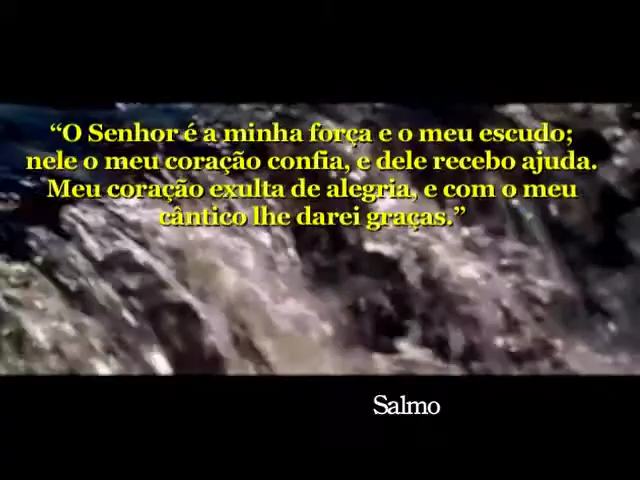 “O Senhor é a minha força e o meu escudo;
nele o meu coração confia, e dele recebo ajuda.
Meu coração exulta de alegria, e com o meu
cântico lhe darei graças.”
Salmo